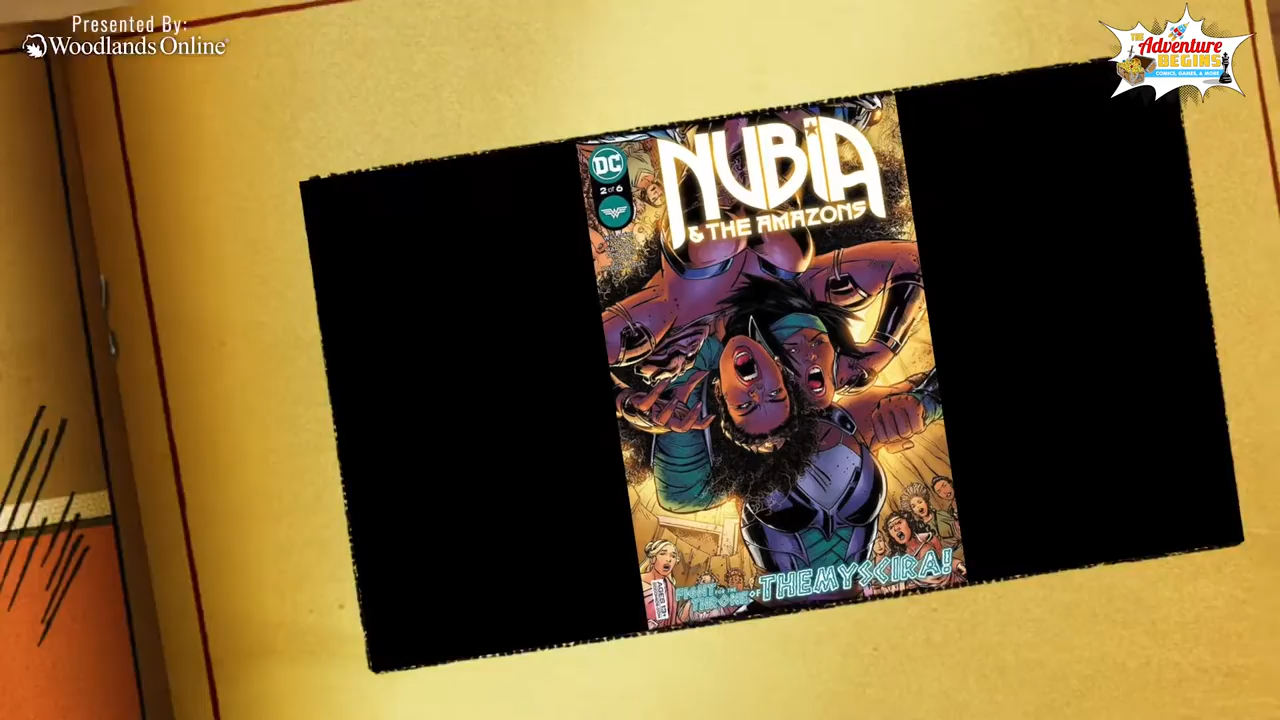 Presented By:
Woodlands Online
THE
Adventure
BEGINS
COMICS, GAMES, & MORE
DC
2 of 6
NUBIA
& THE AMAZONS
FIGHT FOR THE
THRONE OF THEMYSCIRA!